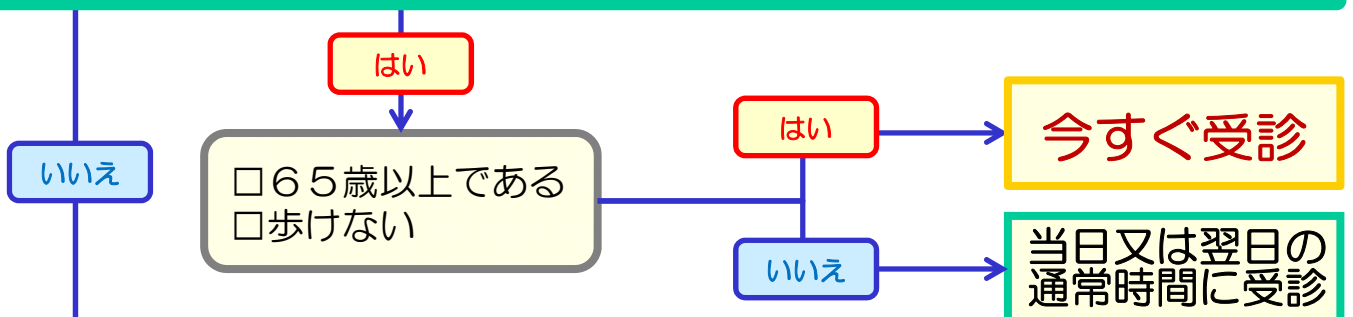 はい
いいえ
□６５歳以上である
□歩けない
はい
今すぐ受診
いいえ
当日又は翌日の
通常時間に受診